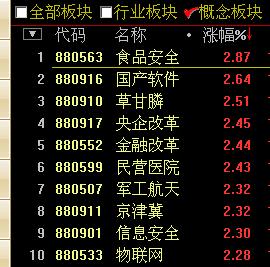 全部板块 行业板块 概念板块
代码 名称 • 涨幅%↓
1 880563 食品安全 2.87
2 880916 国产软件 2.64
3 880910 草甘膦 2.51
4 880917 央企改革 2.45
5 880552 金融改革 2.44
6 880599 民营医院 2.43
7 880507 军工航天 2.32
8 880911 京津冀 2.32
9 880901 信息安全 2.30
10 880533 物联网 2.28